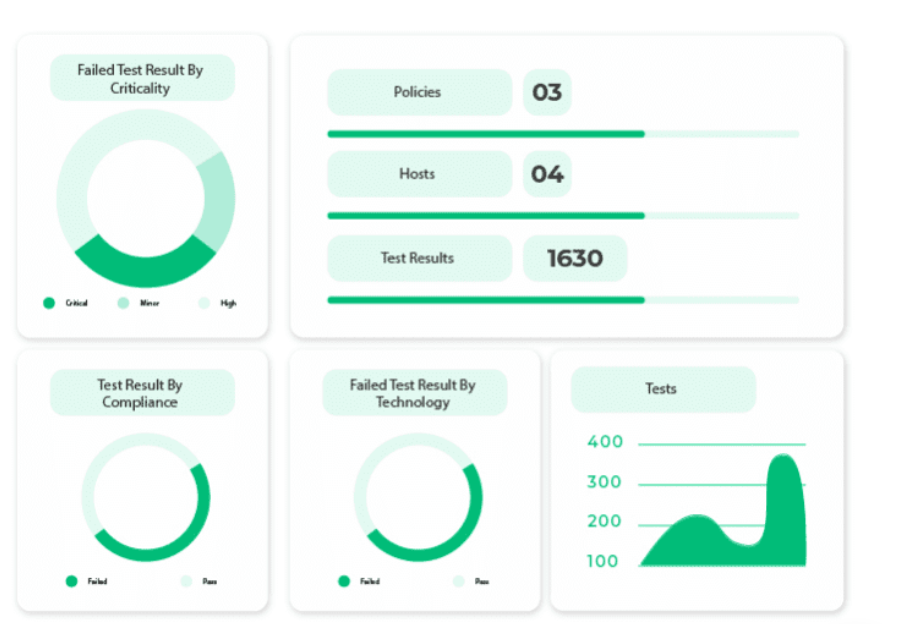 Failed Test Result By
Criticality
Critical
Minor
High
Policies
03
Hosts
04
Test Results
1630
Test Result By
Compliance
Failed
Pass
Failed Test Result By
Technology
Failed
Pass
Tests
400
300
200
100